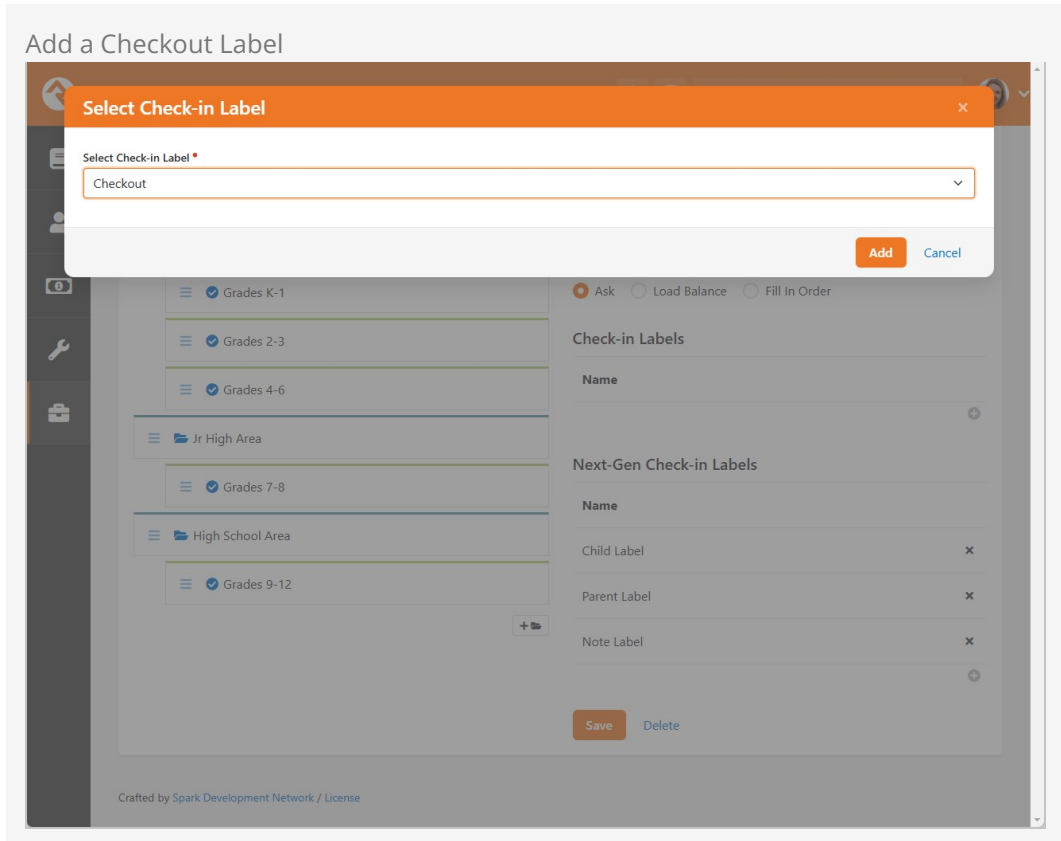 Add a Checkout Label
Select Check-in Label
Select Check-in Label
Checkout
Add Cancel
Grades K-1
Grades 2-3
Grades 4-6
Jr High Area
Grades 7-8
High School Area
Grades 9-12
Ask Load Balance Fill In Order
Check-in Labels
Name
Next-Gen Check-in Labels
Name
Child Label
Parent Label
Note Label
Save Delete
Crafted by Spark Development Network / License